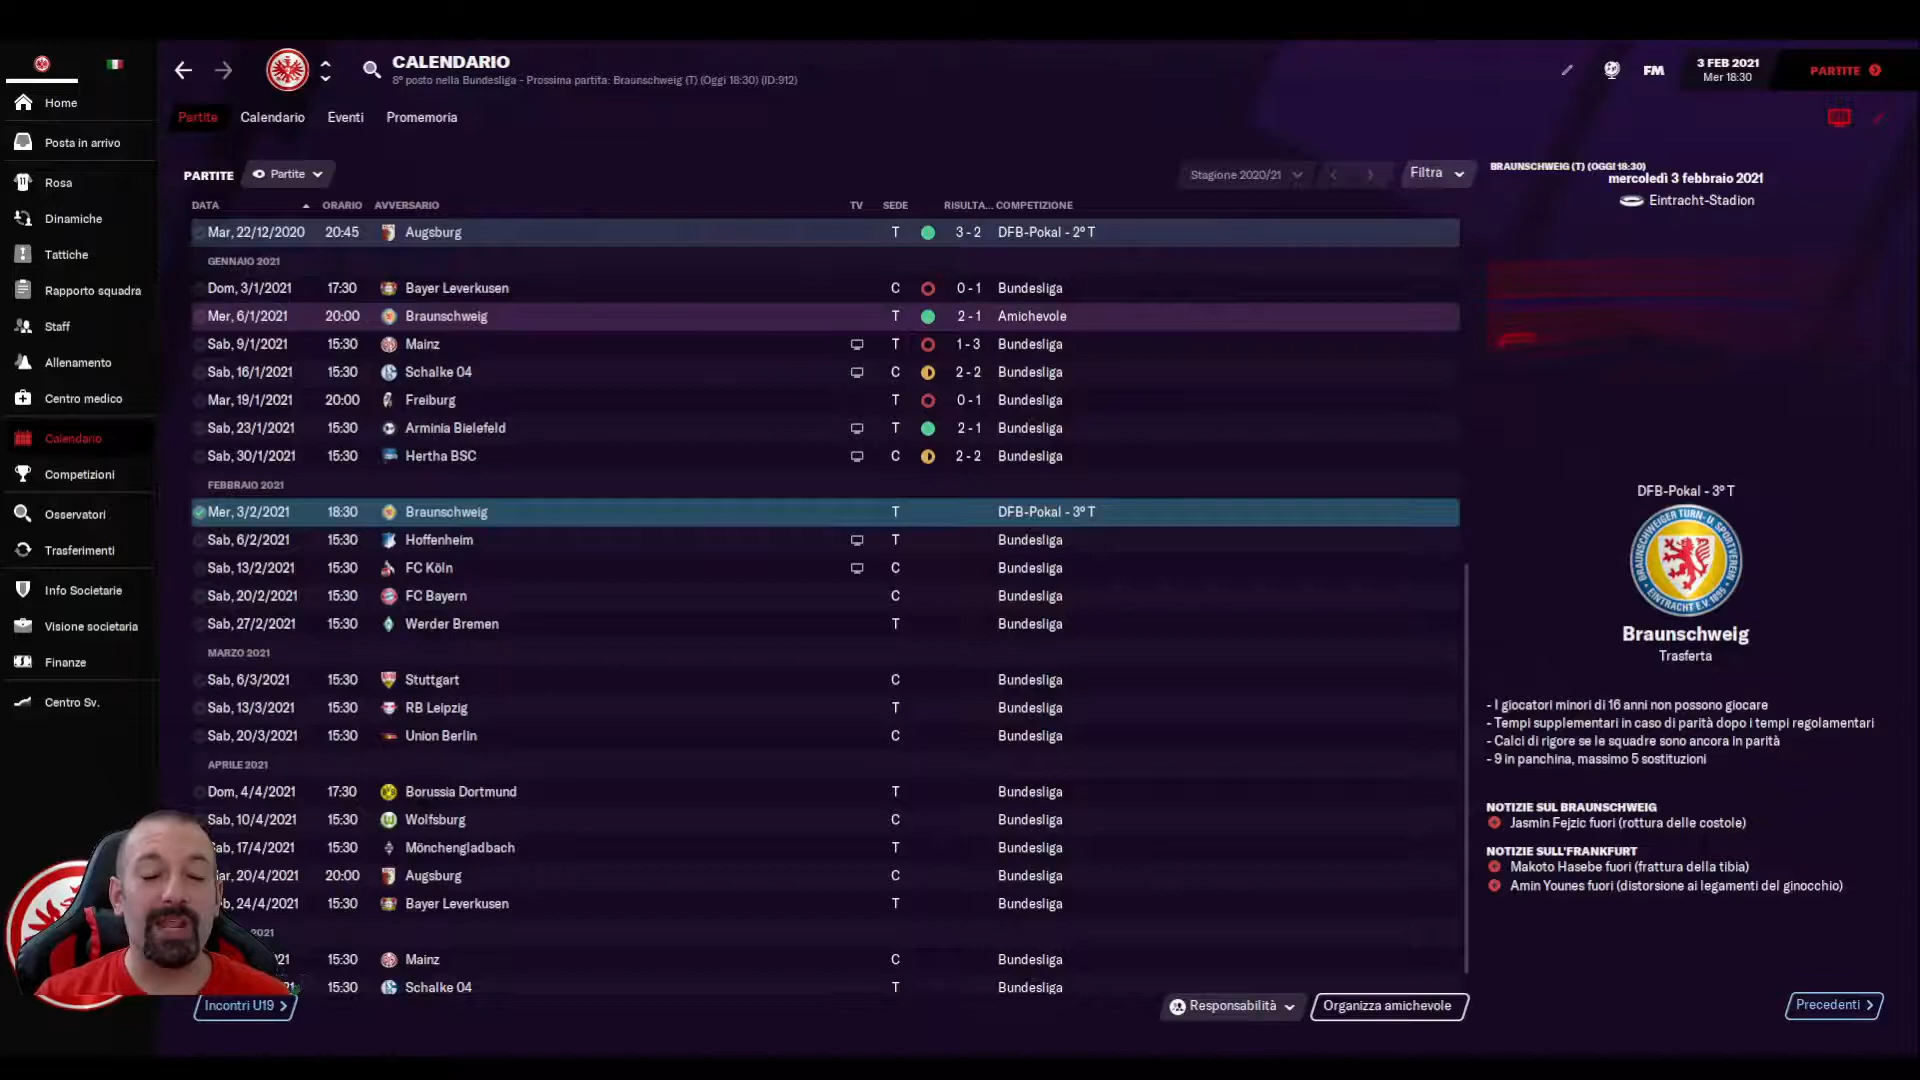 CALENDARIO
8° posto nella Bundesliga - Prossima partita: Braunschweig (T) (Oggi 18:30) (ID:912)
FM
3 FEB 2021
Mer 18:30
PARTITE
Home
Posta in arrivo
Rosa
Dinamiche
Tattiche
Rapporto squadra
Staff
Allenamento
Centro medico
Calendario
Competizioni
Osservatori
Trasferimenti
Info Societarie
Visione societaria
Finanze
Centro Sv.
Partite Calendario Eventi Promemoria
PARTITE Partite Stagione 2020/21 Filtra
DATA ORARIO AVVERSARIO TV SEDE RISULTA... COMPETIZIONE
Mar, 22/12/2020 20:45 Augsburg T 3 - 2 DFB-Pokal - 2° T
GENNAIO 2021
Dom, 3/1/2021 17:30 Bayer Leverkusen C 0 - 1 Bundesliga
Mer, 6/1/2021 20:00 Braunschweig T 2 - 1 Amichevole
Sab, 9/1/2021 15:30 Mainz T 1 - 3 Bundesliga
Sab, 16/1/2021 15:30 Schalke 04 C 2 - 2 Bundesliga
Mar, 19/1/2021 20:00 Freiburg T 0 - 1 Bundesliga
Sab, 23/1/2021 15:30 Arminia Bielefeld T 2 - 1 Bundesliga
Sab, 30/1/2021 15:30 Hertha BSC C 2 - 2 Bundesliga
FEBBRAIO 2021
Mer, 3/2/2021 18:30 Braunschweig T DFB-Pokal - 3° T
Sab, 6/2/2021 15:30 Hoffenheim T Bundesliga
Sab, 13/2/2021 15:30 FC Köln C Bundesliga
Sab, 20/2/2021 15:30 FC Bayern C Bundesliga
Sab, 27/2/2021 15:30 Werder Bremen T Bundesliga
MARZO 2021
Sab, 6/3/2021 15:30 Stuttgart C Bundesliga
Sab, 13/3/2021 15:30 RB Leipzig T Bundesliga
Sab, 20/3/2021 15:30 Union Berlin C Bundesliga
APRILE 2021
Dom, 4/4/2021 17:30 Borussia Dortmund T Bundesliga
Sab, 10/4/2021 15:30 Wolfsburg C Bundesliga
ab, 17/4/2021 15:30 Mönchengladbach T Bundesliga
ar, 20/4/2021 20:00 Augsburg C Bundesliga
b, 24/4/2021 15:30 Bayer Leverkusen T Bundesliga
2021
21 15:30 Mainz C Bundesliga
21 15:30 Schalke 04 T Bundesliga
Incontri U19
Responsabilità
Organizza amichevole
BRAUNSCHWEIG (T) (OGGI 18:30)
mercoledì 3 febbraio 2021
Eintracht-Stadion
DFB-Pokal - 3° T
BRAUNSCHWEIGER TURN- U. SPORTVEREIN
EINTRACHT E.V. 1895
Braunschweig
Trasferta
- I giocatori minori di 16 anni non possono giocare
- Tempi supplementari in caso di parità dopo i tempi regolamentari
- Calci di rigore se le squadre sono ancora in parità
- 9 in panchina, massimo 5 sostituzioni
NOTIZIE SUL BRAUNSCHWEIG
Jasmin Fejzic fuori (rottura delle costole)
NOTIZIE SULL'FRANKFURT
Makoto Hasebe fuori (frattura della tibia)
Amin Younes fuori (distorsione ai legamenti del ginocchio)
Precedenti